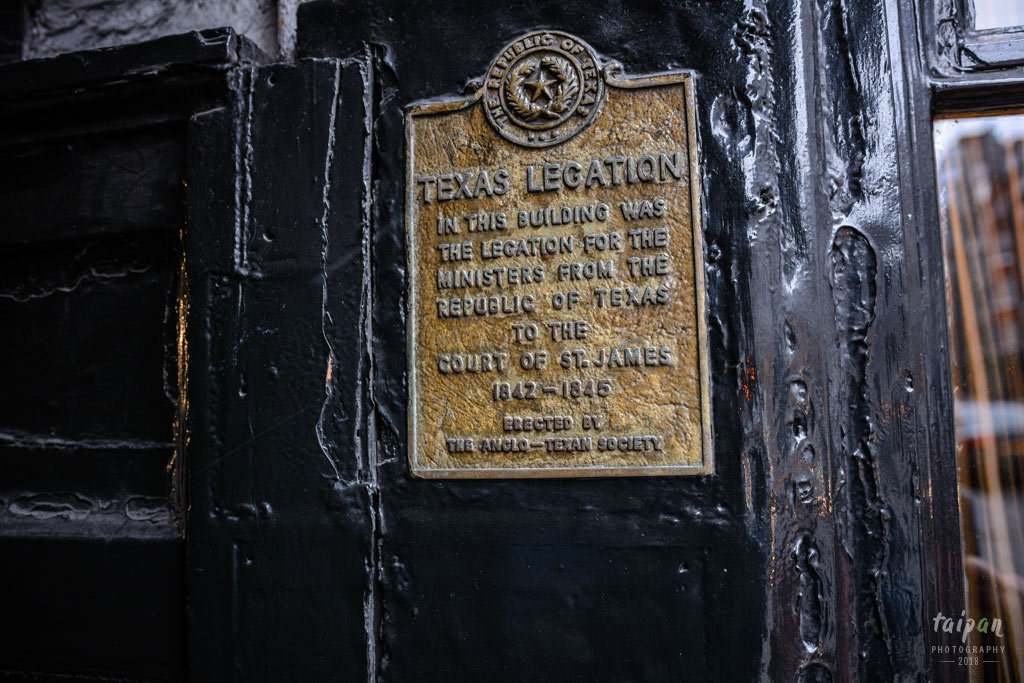 THE REPUBLIC OF TEXAS
TEXAS LEGATION
IN THIS BUILDING WAS
THE LEGATION FOR THE
MINISTERS FROM THE
REPUBLIC OF TEXAS
TO THE
COURT OF ST. JAMES
1842-1845
ERECTED BY
THE ANGLO-TEXAN SOCIETY
taipan
PHOTOGRAPHY
2018